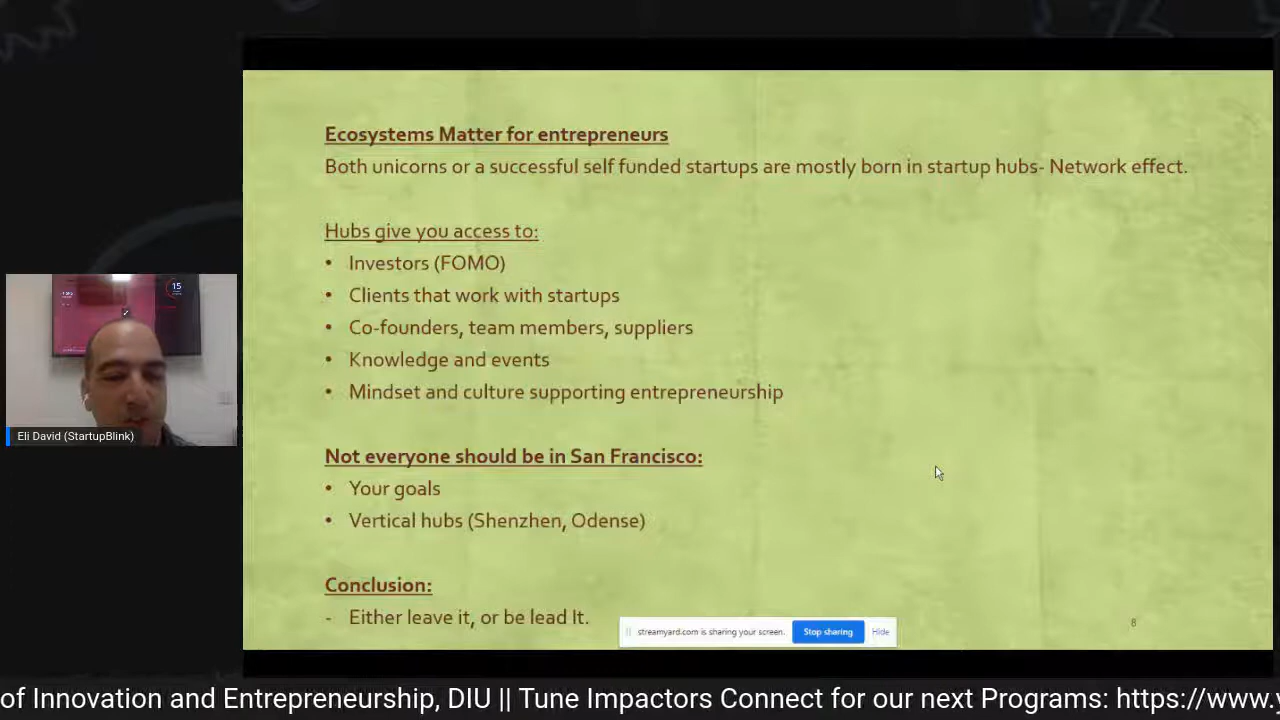 Ecosystems Matter for entrepreneurs
Both unicorns or a successful self funded startups are mostly born in startup hubs- Network effect.
Hubs give you access to:
• Investors (FOMO)
• Clients that work with startups
• Co-founders, team members, suppliers
• Knowledge and events
• Mindset and culture supporting entrepreneurship
Not everyone should be in San Francisco:
• Your goals
• Vertical hubs (Shenzhen, Odense)
Conclusion:
- Either leave it, or be lead It.
streamyard.com is sharing your screen.
Stop sharing
Hide
8
15
Eli David (StartupBlink)
of Innovation and Entrepreneurship, DIU || Tune Impactors Connect for our next Programs: https://www.y